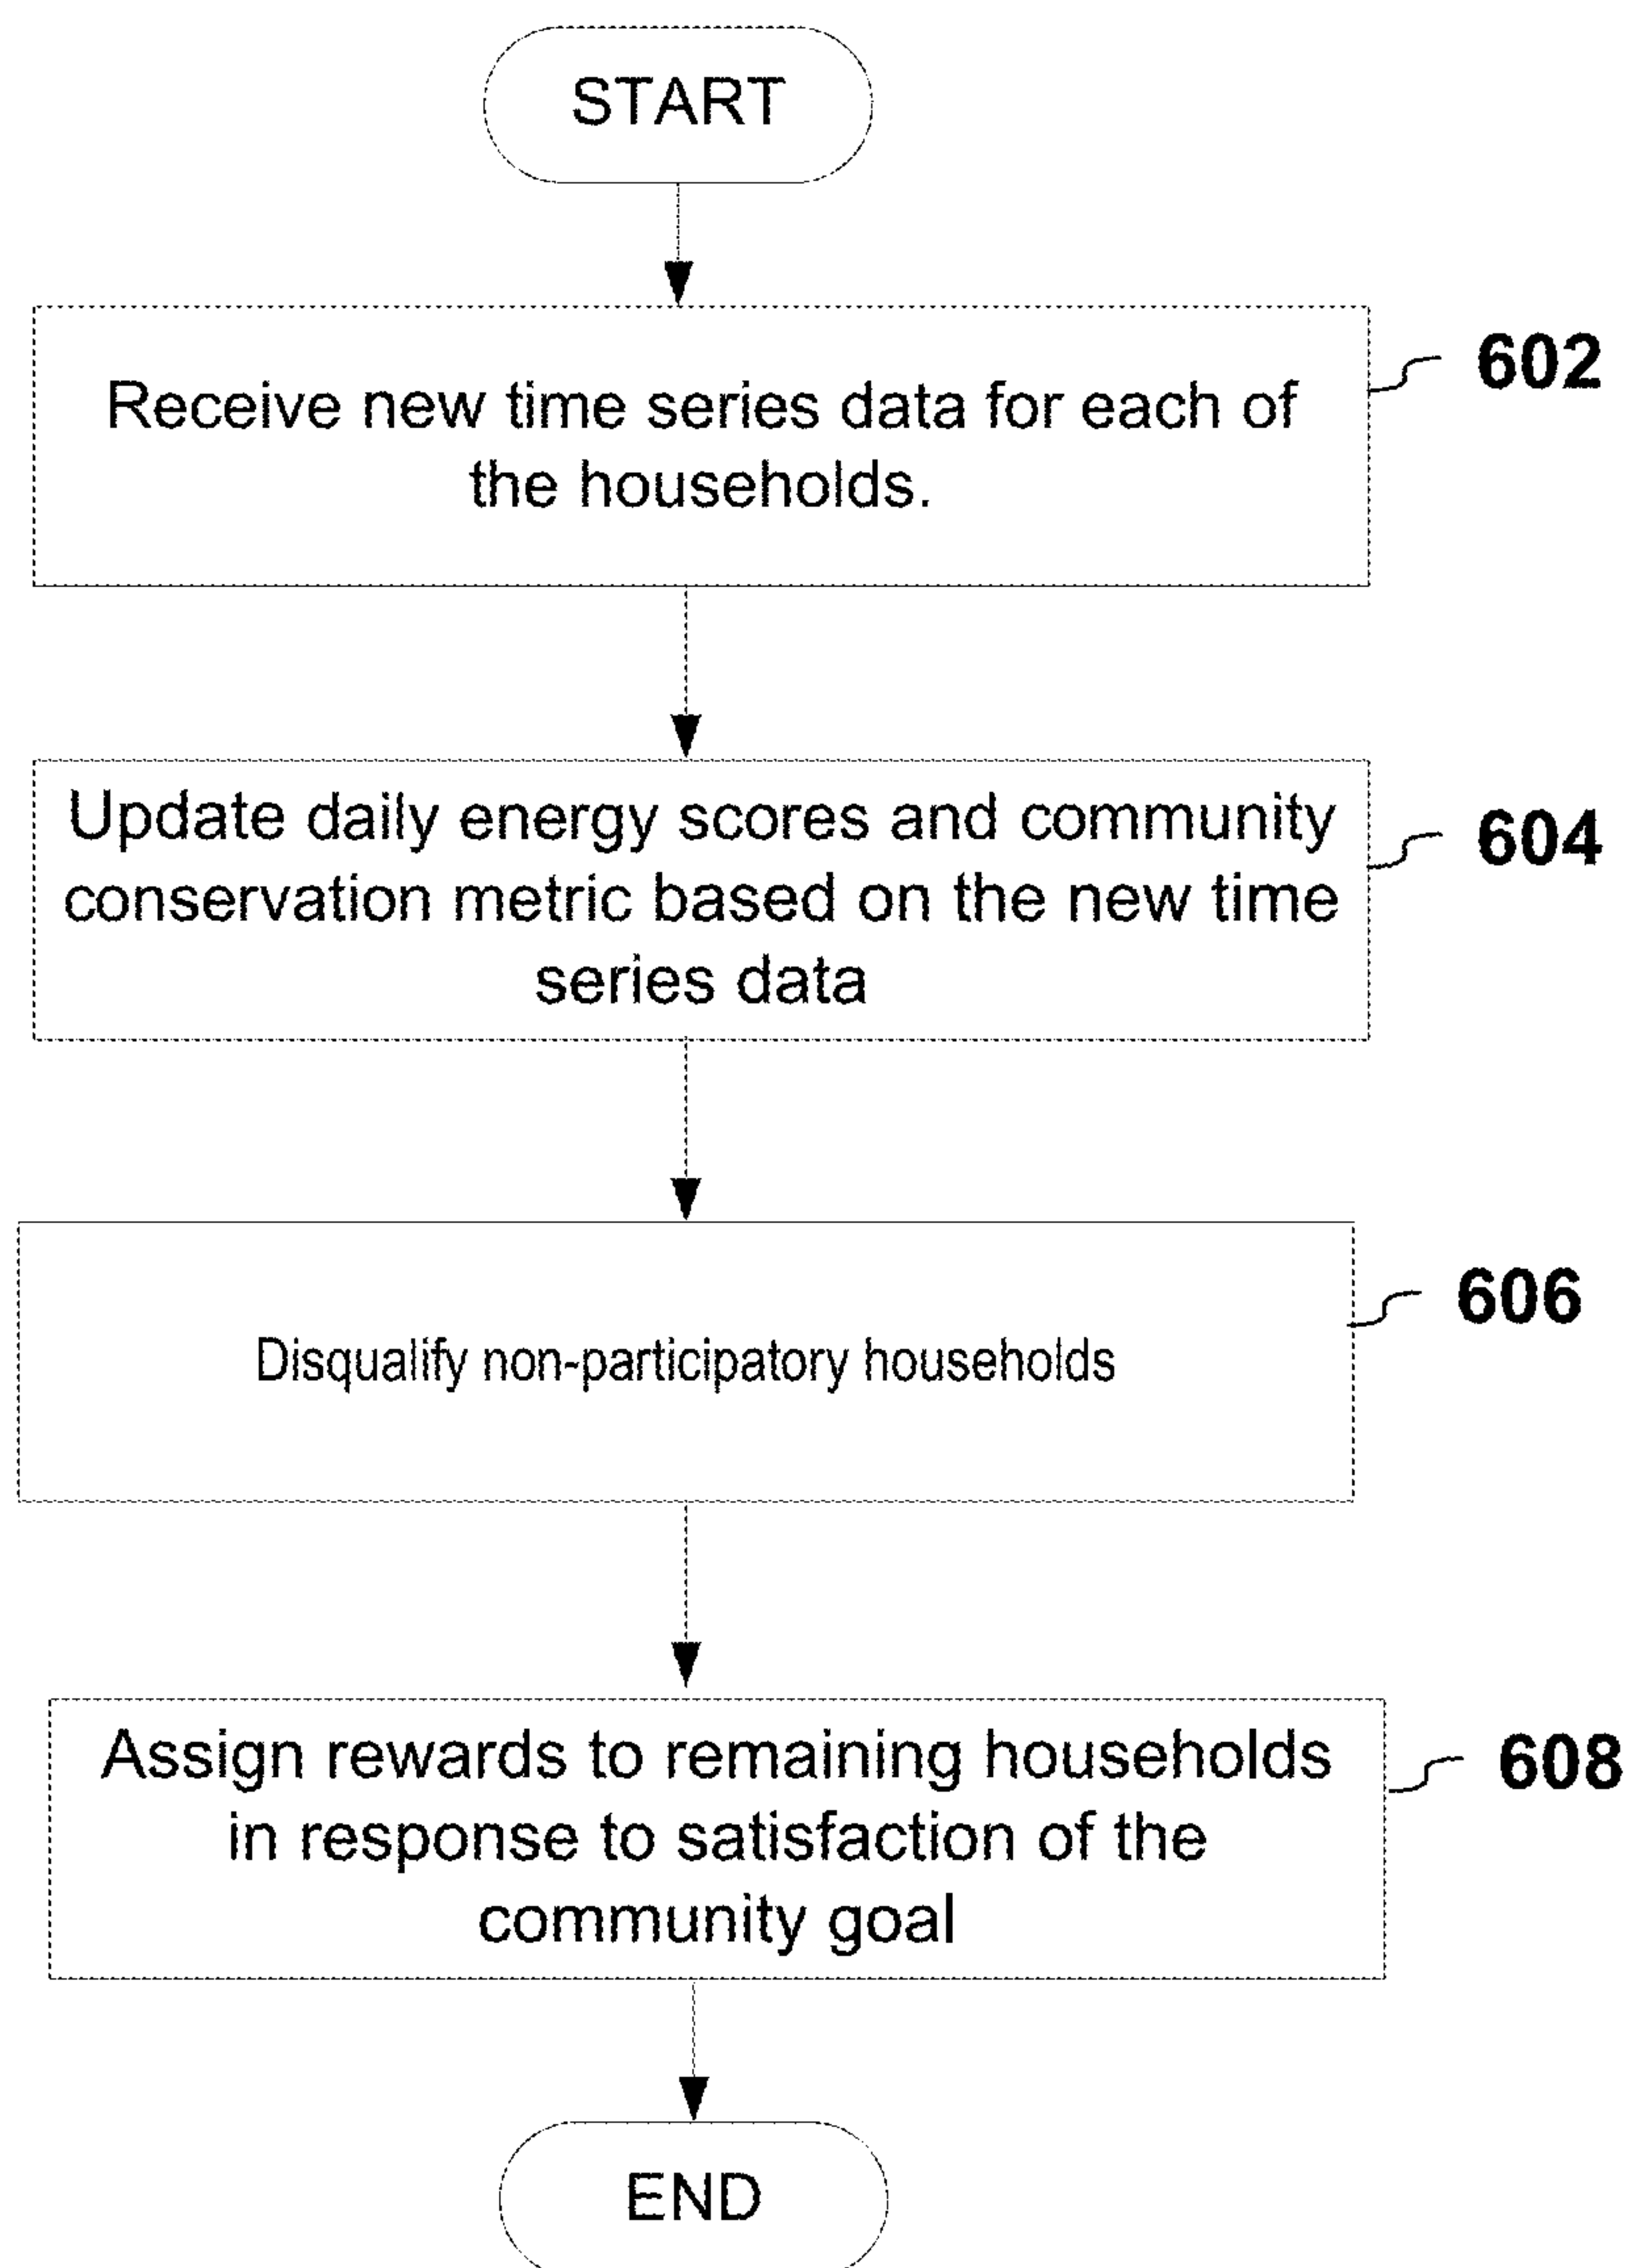 START
Receive new time series data for each of
the households.
602
Update daily energy scores and community
conservation metric based on the new time
series data
604
Disqualify non-participatory households
606
Assign rewards to remaining households
in response to satisfaction of the
community goal
608
END